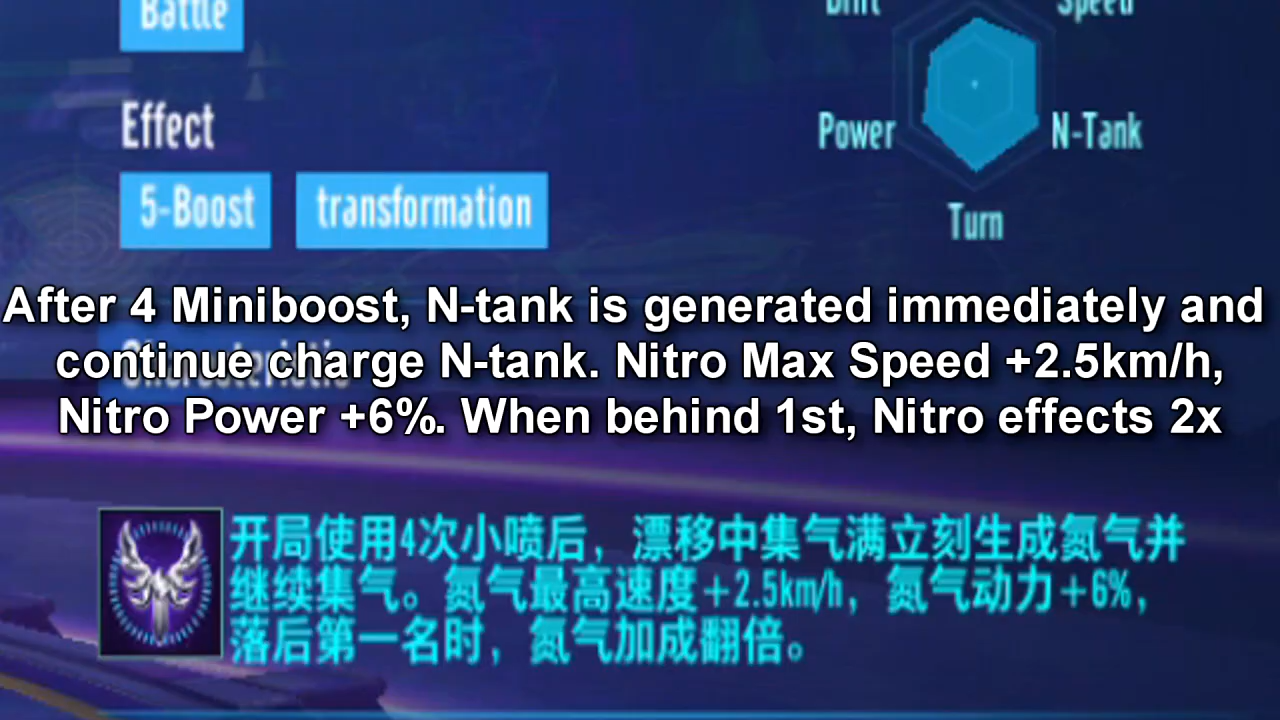 Battle
Drift
Speed
Effect
Power
N-Tank
5-Boost
transformation
Turn
After 4 Miniboost, N-tank is generated immediately and
continue charge N-tank. Nitro Max Speed +2.5km/h,
Nitro Power +6%. When behind 1st, Nitro effects 2x
开局使用4次小喷后，漂移中集气满立刻生成氮气并
继续集气。氮气最高速度+2.5km/h，氮气动力+6%，
落后第一名时，氮气加成翻倍。